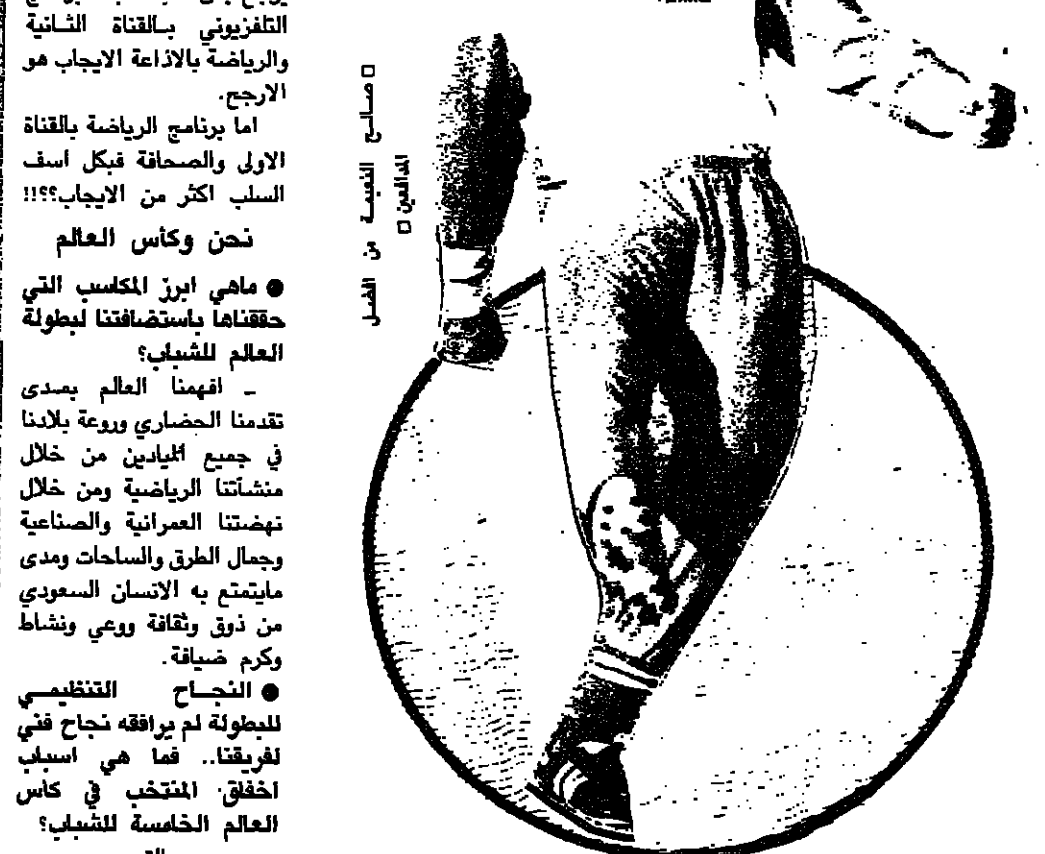 التلفزيوني بالقناة الثانية
والرياضة بالاذاعة الايجاب هو
الارجح.
اما برنامج الرياضة بالقناة
الاولى والصحافة فبكل اسف
السلب اكثر من الايجاب؟؟!!
نحن وكأس العالم
● ماهي ابرز المكاسب التي
حققناها باستضافتنا لبطولة
العالم للشباب؟
ـ افهمنا العالم بمدى
تقدمنا الحضاري وروعة بلادنا
في جميع الميادين من خلال
منشآتنا الرياضية ومن خلال
نهضتنا العمرانية والصناعية
وجمال الطرق والساحات ومدى
مايتمتع به الانسان السعودي
من ذوق وثقافة ووعي ونشاط
وكرم ضيافة.
● النجاح التنظيمي
للبطولة لم يرافقه نجاح فني
لفريقنا.. فما هي اسباب
اخفاق المنتخب في كاس
العالم الخامسة للشباب؟
□ صالح النعيمة من افضل
المدافعين □